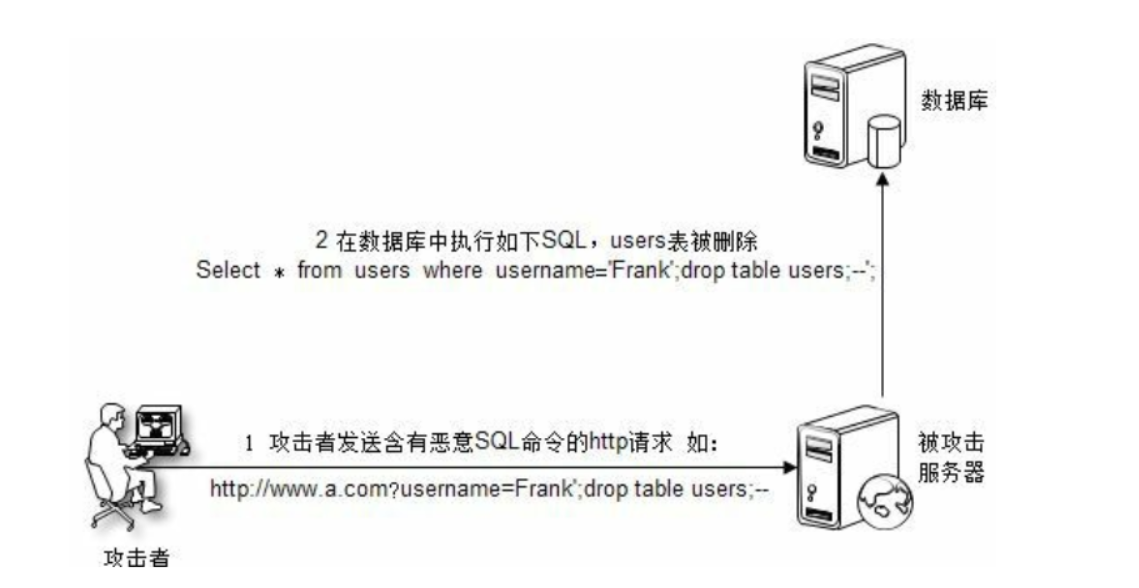 数据库
2 在数据库中执行如下SQL，users表被删除
Select * from users where username='Frank';drop table users;--';
1 攻击者发送含有恶意SQL命令的http请求 如：
http://www.a.com?username=Frank';drop table users;--
被攻击
服务器
攻击者